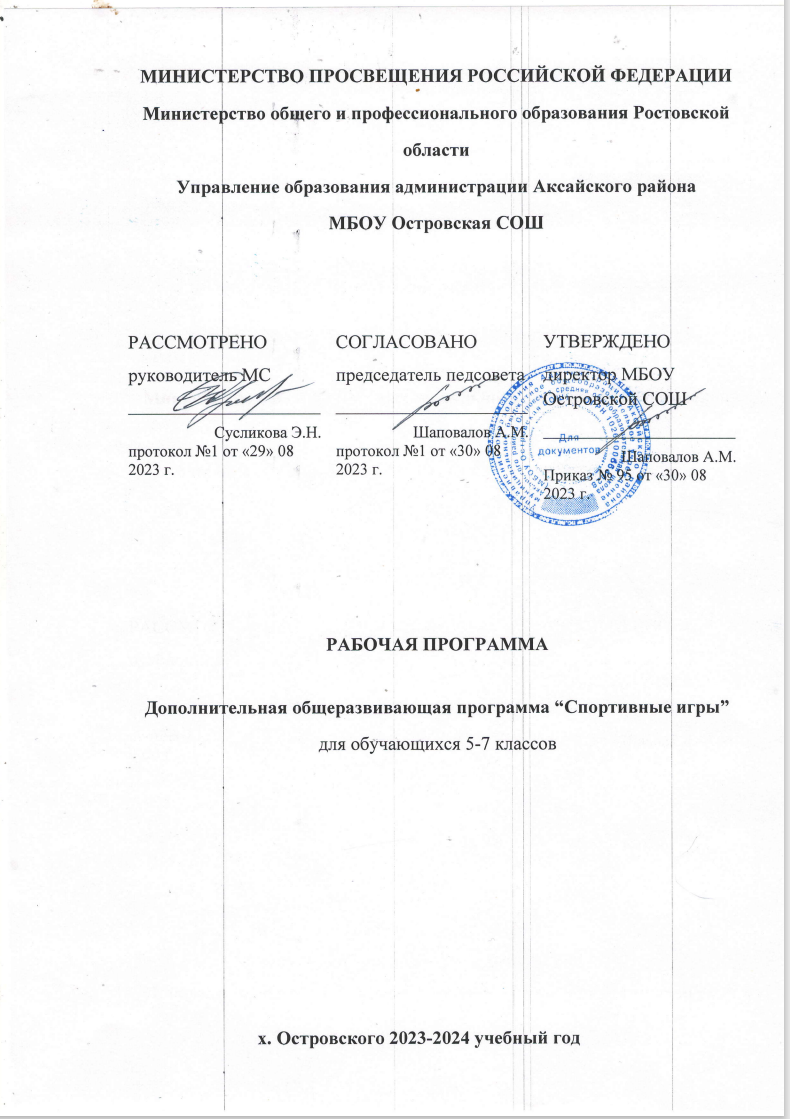 МИНИСТЕРСТВО ПРОСВЕЩЕНИЯ РОССИЙСКОЙ ФЕДЕРАЦИИ
Министерство общего и профессионального образования Ростовской
области
Управление образования администрации Аксайского района
МБОУ Островская СОШ
РАССМОТРЕНО
руководитель МС
Сусликова Э.Н.
протокол №1 от «29» 08
2023 г.
СОГЛАСОВАНО
председатель педсовета
Шаповалов А.М.
протокол №1 от «30» 08
2023 г.
УТВЕРЖДЕНО
директор МБОУ
Островской СОШ
Шаповалов А.М.
Приказ № 95 от «30» 08
2023 г.
Для
документов
РАБОЧАЯ ПРОГРАММА
Дополнительная общеразвивающая программа “Спортивные игры”
для обучающихся 5-7 классов
х. Островского 2023-2024 учебный год